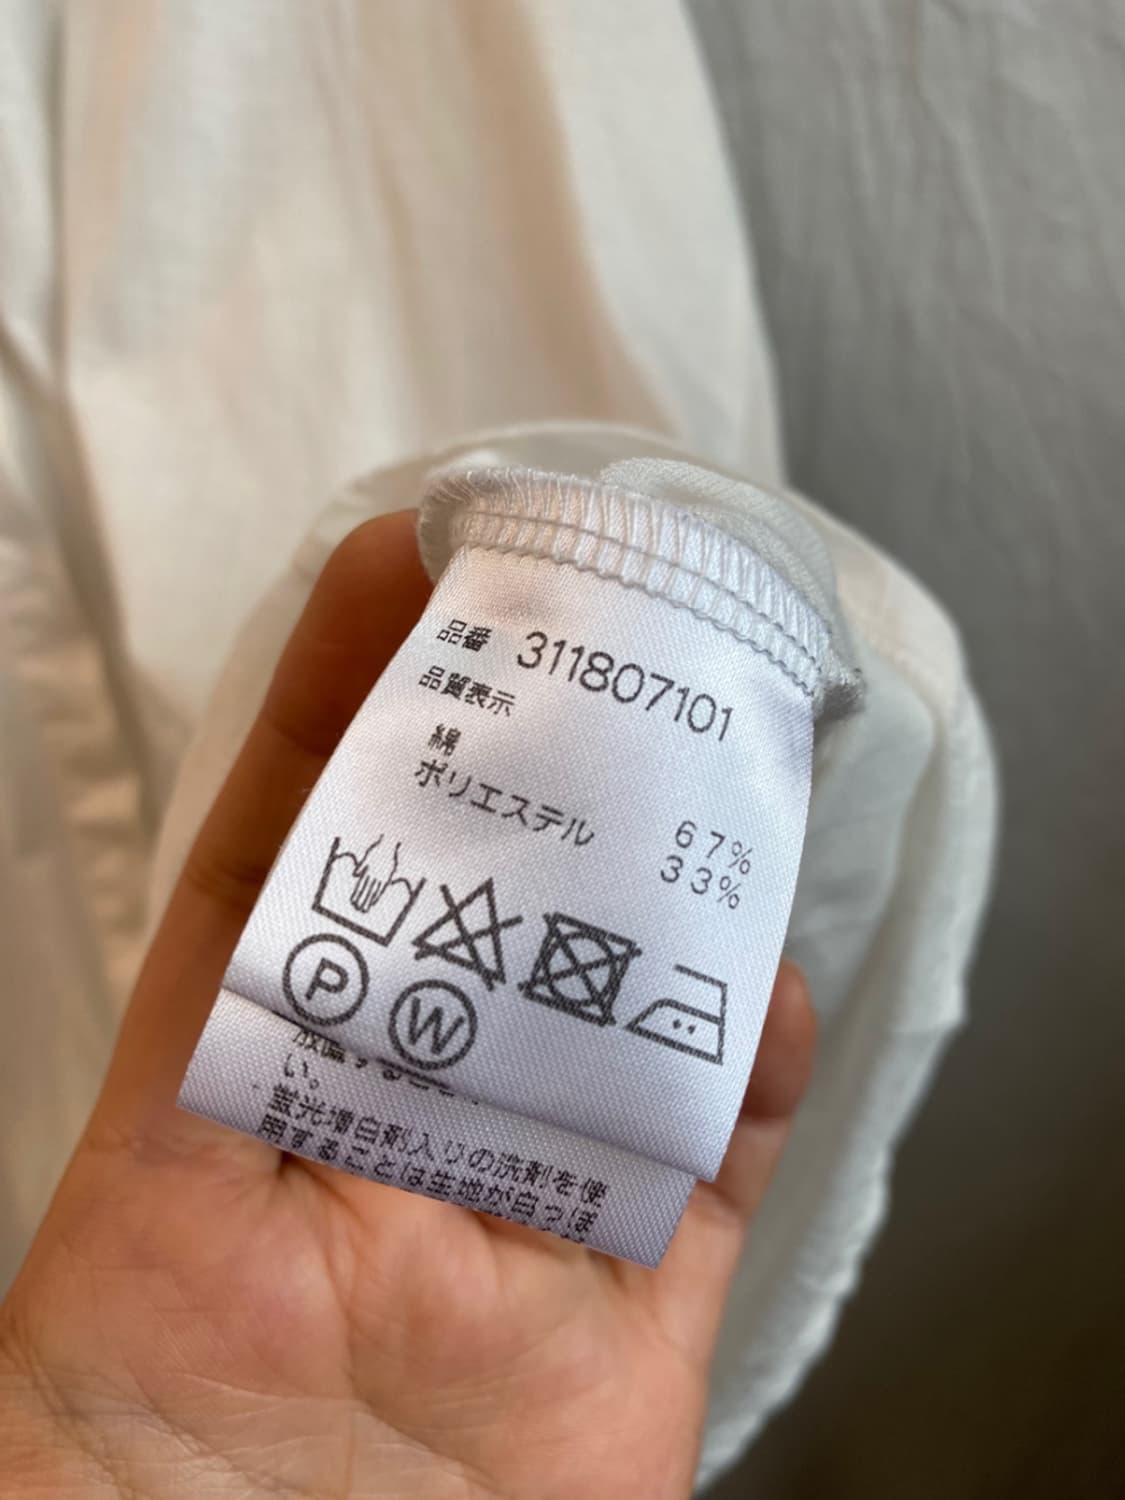 品番 311807101
品質表示
綿 67%
ポリエステル 33%
P
W
い。
蛍光増白剤入りの洗剤を使
用することは生地が白っぽ